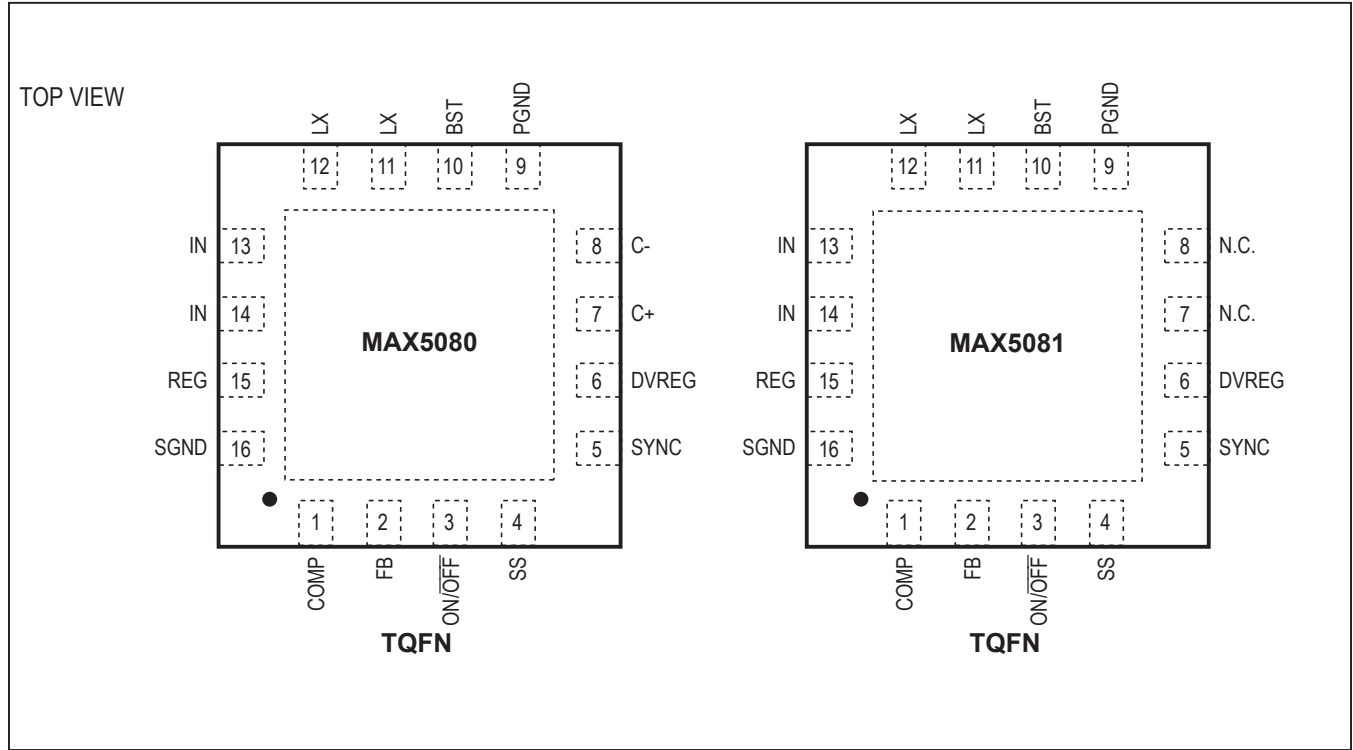 TOP VIEW
LX
LX
BST
PGND
12
11
10
9
IN 13
IN 14
REG 15
SGND 16
8 C-
7 C+
6 DVREG
5 SYNC
MAX5080
1
2
3
4
COMP
FB
ON/OFF
SS
TQFN
LX
LX
BST
PGND
12
11
10
9
IN 13
IN 14
REG 15
SGND 16
8 N.C.
7 N.C.
6 DVREG
5 SYNC
MAX5081
1
2
3
4
COMP
FB
ON/OFF
SS
TQFN